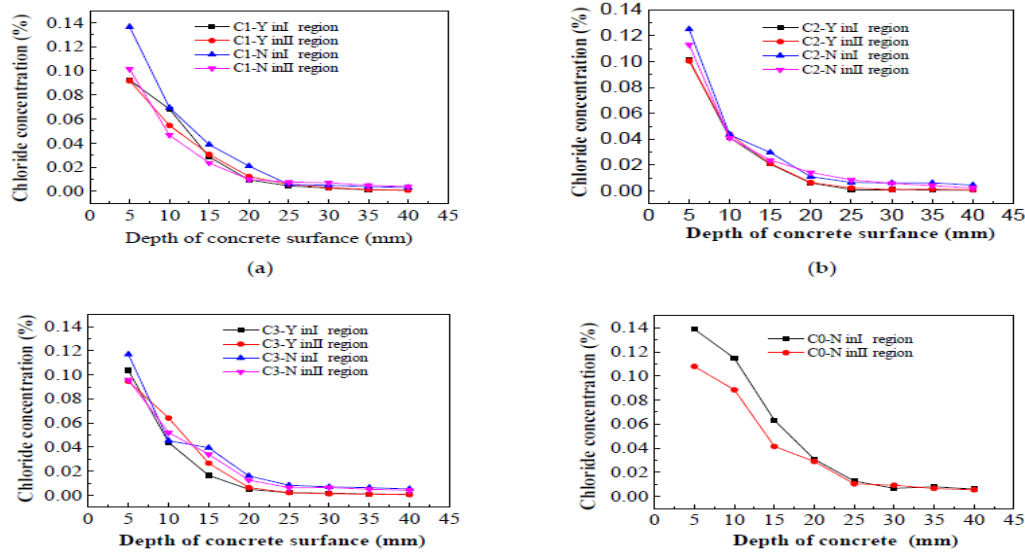 C1-Y inI region
C1-Y inII region
C1-N inI region
C1-N inII region
Chloride concentration (%)
0.14
0.12
0.10
0.08
0.06
0.04
0.02
0.00
0 5 10 15 20 25 30 35 40 45
Depth of concrete surfance (mm)
(a)
C2-Y inI region
C2-Y inII region
C2-N inI region
C2-N inII region
Chloride concentration (%)
0.14
0.12
0.10
0.08
0.06
0.04
0.02
0.00
0 5 10 15 20 25 30 35 40 45
Depth of concrete surfance (mm)
(b)
C3-Y inI region
C3-Y inII region
C3-N inI region
C3-N inII region
Chloride concentration (%)
0.14
0.12
0.10
0.08
0.06
0.04
0.02
0.00
0 5 10 15 20 25 30 35 40 45
Depth of concrete surfance (mm)
C0-N inI region
C0-N inII region
Chloride concentration (%)
0.14
0.12
0.10
0.08
0.06
0.04
0.02
0.00
0 5 10 15 20 25 30 35 40 45
Depth of concrete (mm)